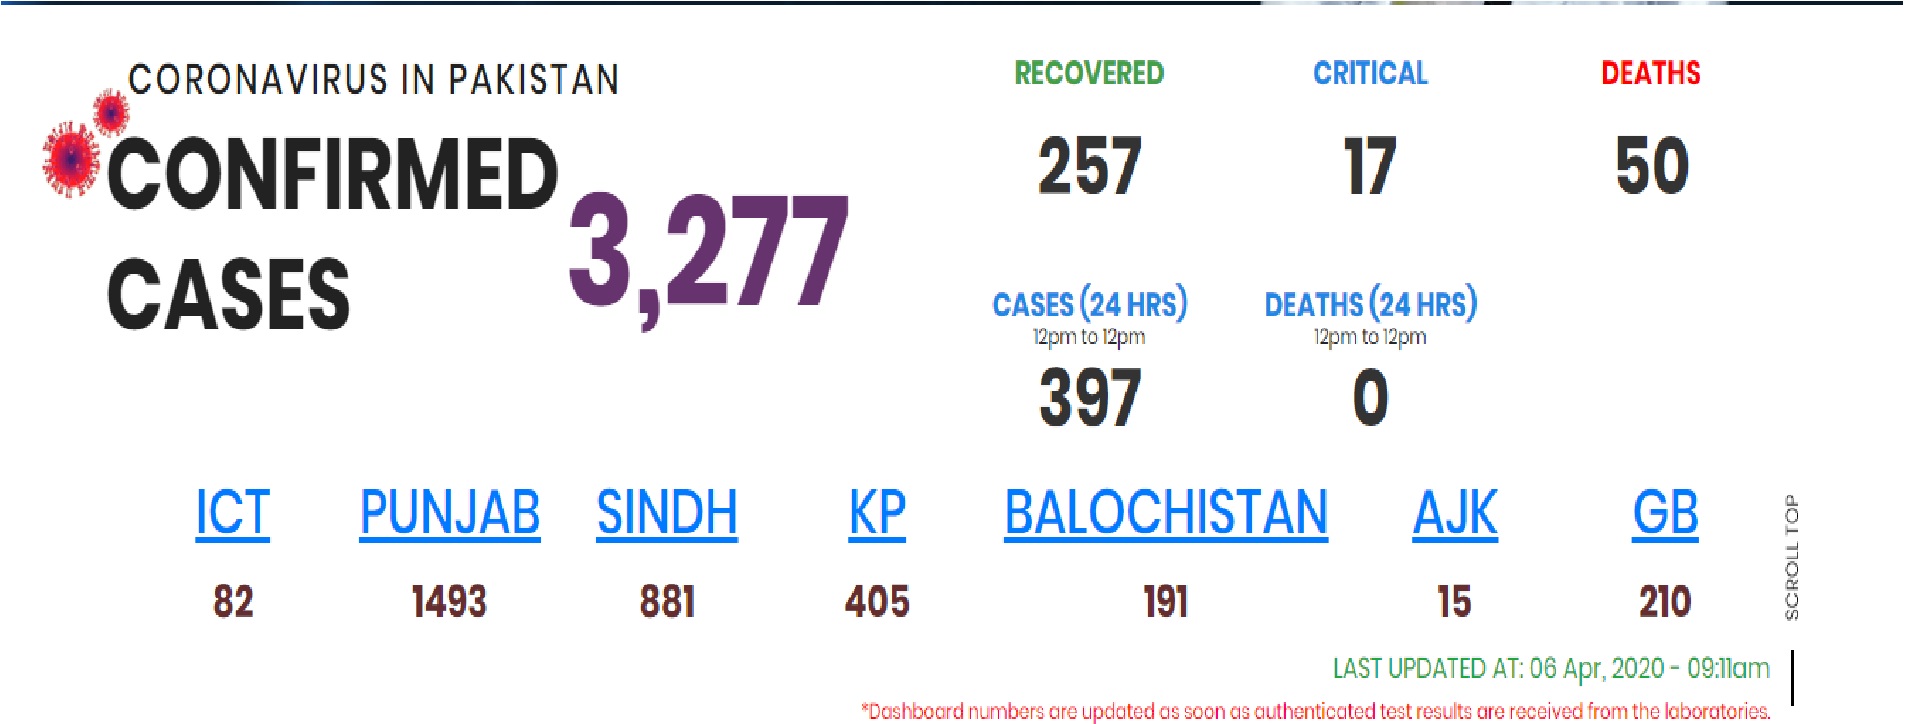 CORONAVIRUS IN PAKISTAN
CONFIRMED
CASES
3,277
RECOVERED
257
CRITICAL
17
DEATHS
50
CASES (24 HRS)
12pm to 12pm
397
DEATHS (24 HRS)
12pm to 12pm
0
ICT PUNJAB SINDH KP BALOCHISTAN AJK GB
82 1493 881 405 191 15 210
SCROLL TOP
LAST UPDATED AT: 06 Apr, 2020 - 09:11am
*Dashboard numbers are updated as soon as authenticated test results are received from the laboratories.